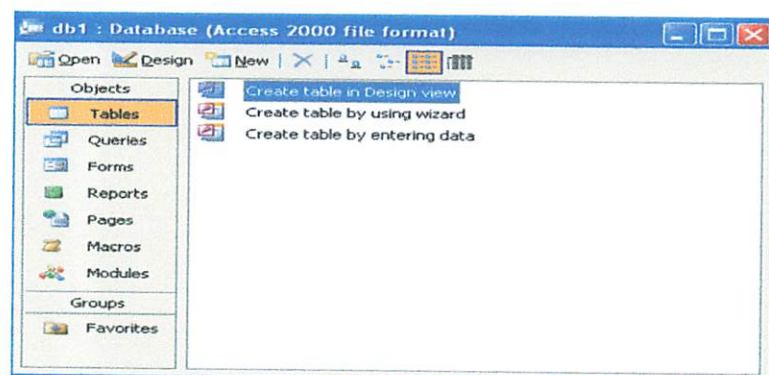 db1 : Database (Access 2000 file format)
Open Design New
Objects
Tables
Queries
Forms
Reports
Pages
Macros
Modules
Groups
Favorites
Create table in Design view
Create table by using wizard
Create table by entering data